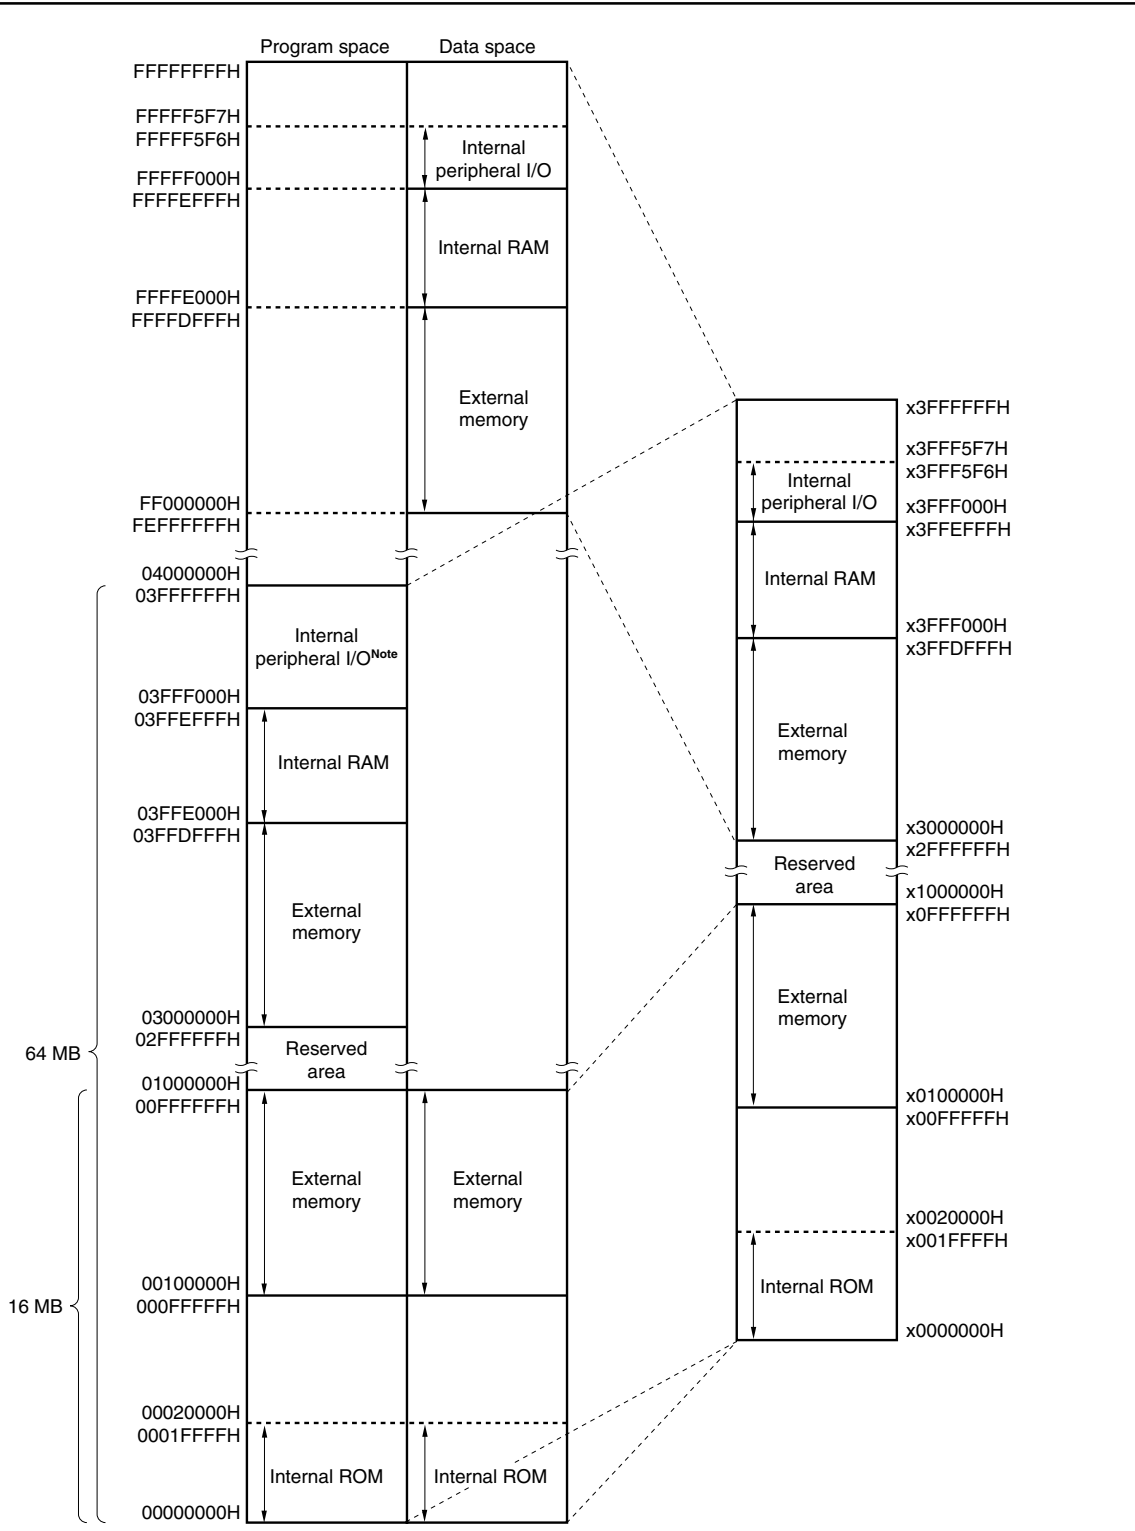 Program space
Data space
FFFFFFFFH
FFFFF5F7H
FFFFF5F6H
Internal
peripheral I/O
FFFFF000H
FFFFEFFFH
Internal RAM
FFFFE000H
FFFFDFFFH
External
memory
FF000000H
FEFFFFFFH
04000000H
03FFFFFFH
Internal
peripheral I/ONote
03FFF000H
03FFEFFFH
Internal RAM
03FFE000H
03FFDFFFH
External
memory
03000000H
02FFFFFFH
64 MB
Reserved
area
01000000H
00FFFFFFH
External
memory
External
memory
16 MB
00100000H
000FFFFFH
00020000H
0001FFFFH
Internal ROM
Internal ROM
00000000H
x3FFFFFFH
x3FFF5F7H
x3FFF5F6H
Internal
peripheral I/O
x3FFF000H
x3FFEFFFH
Internal RAM
x3FFF000H
x3FFDFFFH
External
memory
x3000000H
x2FFFFFFH
Reserved
area
x1000000H
x0FFFFFFH
External
memory
x0100000H
x00FFFFFH
x0020000H
x001FFFFH
Internal ROM
x0000000H